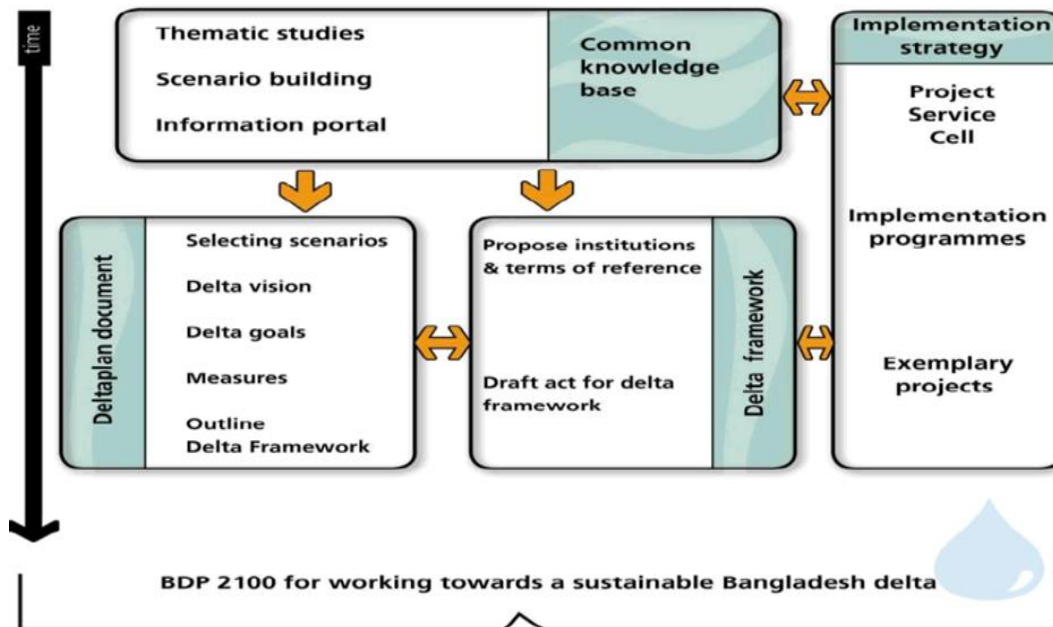 time
Thematic studies
Scenario building
Information portal
Common
knowledge
base
Implementation
strategy
Project
Service
Cell
Implementation
programmes
Exemplary
projects
Deltaplan document
Selecting scenarios
Delta vision
Delta goals
Measures
Outline
Delta Framework
Propose institutions
& terms of reference
Draft act for delta
framework
Delta framework
BDP 2100 for working towards a sustainable Bangladesh delta